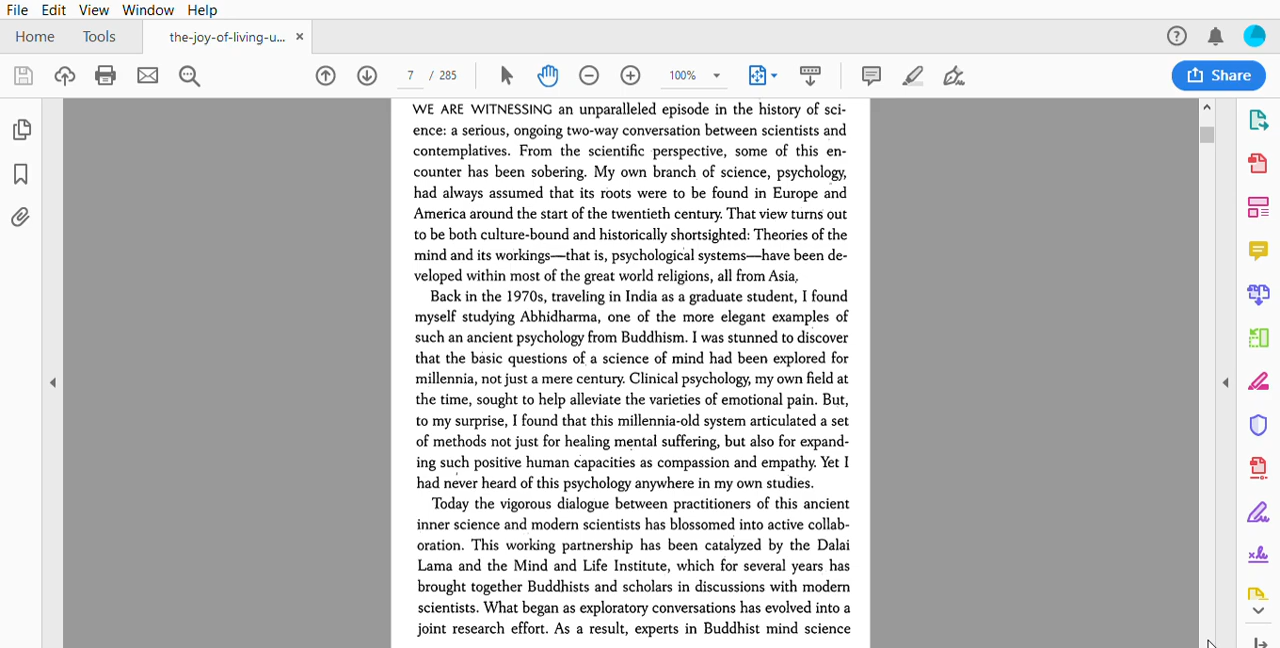 File Edit View Window Help
Home Tools the-joy-of-living-u... ×
7 / 285 100% Share
WE ARE WITNESSING an unparalleled episode in the history of sci-
ence: a serious, ongoing two-way conversation between scientists and
contemplatives. From the scientific perspective, some of this en-
counter has been sobering. My own branch of science, psychology,
had always assumed that its roots were to be found in Europe and
America around the start of the twentieth century. That view turns out
to be both culture-bound and historically shortsighted: Theories of the
mind and its workings—that is, psychological systems—have been de-
veloped within most of the great world religions, all from Asia.
Back in the 1970s, traveling in India as a graduate student, I found
myself studying Abhidharma, one of the more elegant examples of
such an ancient psychology from Buddhism. I was stunned to discover
that the basic questions of a science of mind had been explored for
millennia, not just a mere century. Clinical psychology, my own field at
the time, sought to help alleviate the varieties of emotional pain. But,
to my surprise, I found that this millennia-old system articulated a set
of methods not just for healing mental suffering, but also for expand-
ing such positive human capacities as compassion and empathy. Yet I
had never heard of this psychology anywhere in my own studies.
Today the vigorous dialogue between practitioners of this ancient
inner science and modern scientists has blossomed into active collab-
oration. This working partnership has been catalyzed by the Dalai
Lama and the Mind and Life Institute, which for several years has
brought together Buddhists and scholars in discussions with modern
scientists. What began as exploratory conversations has evolved into a
joint research effort. As a result, experts in Buddhist mind science